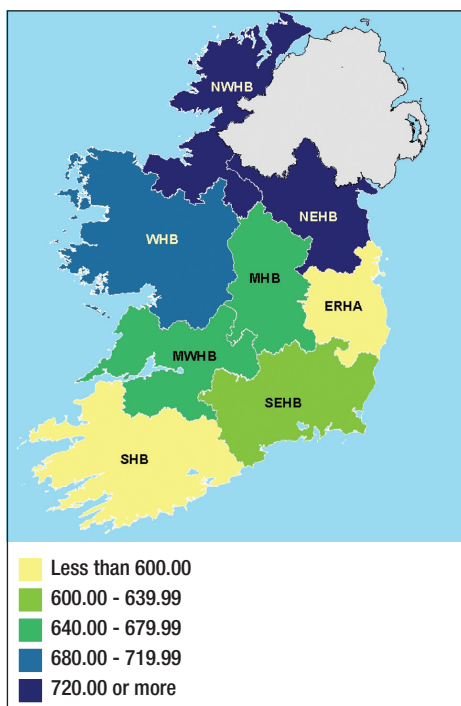 NWHB
NEHB
WHB
MHB
ERHA
MWHB
SEHB
SHB
Less than 600.00
600.00 - 639.99
640.00 - 679.99
680.00 - 719.99
720.00 or more